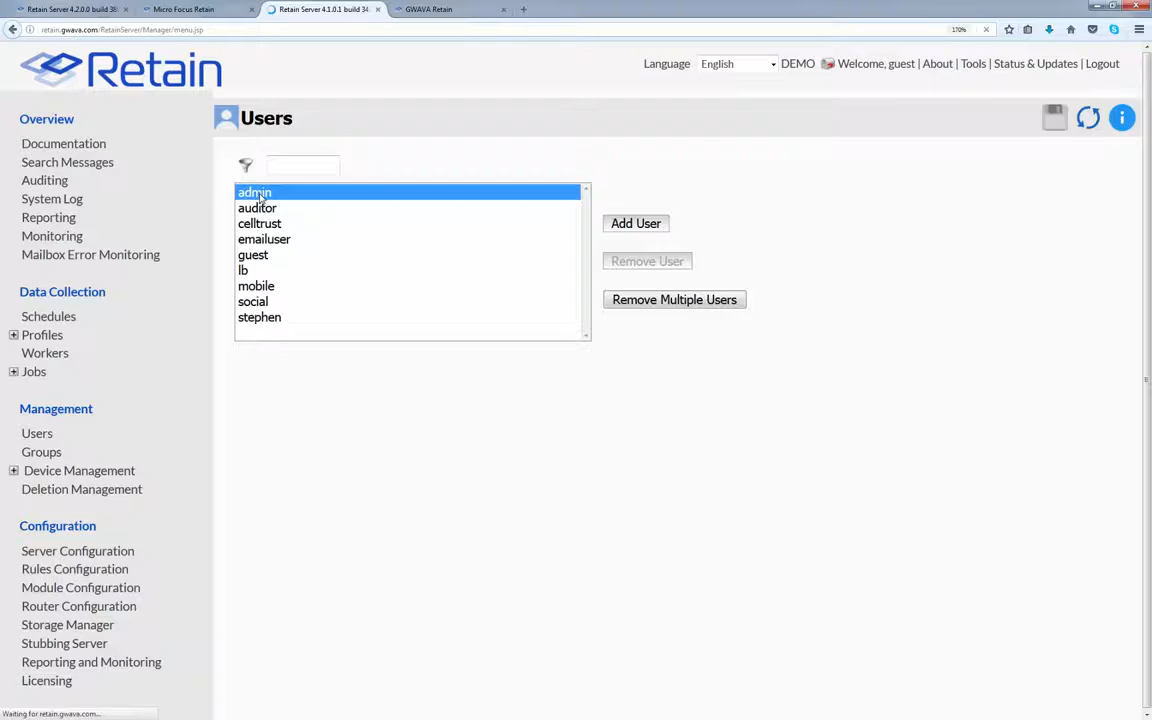 Retain Server 4.2.0.0 build 38
Micro Focus Retain
Retain Server 4.1.0.1 build 34
GWAVA Retain
retain.gwava.com/RetainServer/Manager/menu.jsp
170%
Retain
Language English DEMO Welcome, guest | About | Tools | Status & Updates | Logout
Overview
Documentation
Search Messages
Auditing
System Log
Reporting
Monitoring
Mailbox Error Monitoring
Data Collection
Schedules
Profiles
Workers
Jobs
Management
Users
Groups
Device Management
Deletion Management
Configuration
Server Configuration
Rules Configuration
Module Configuration
Router Configuration
Storage Manager
Stubbing Server
Reporting and Monitoring
Licensing
Users
admin
auditor
celltrust
emailuser
guest
lb
mobile
social
stephen
Add User
Remove User
Remove Multiple Users
Waiting for retain.gwava.com...